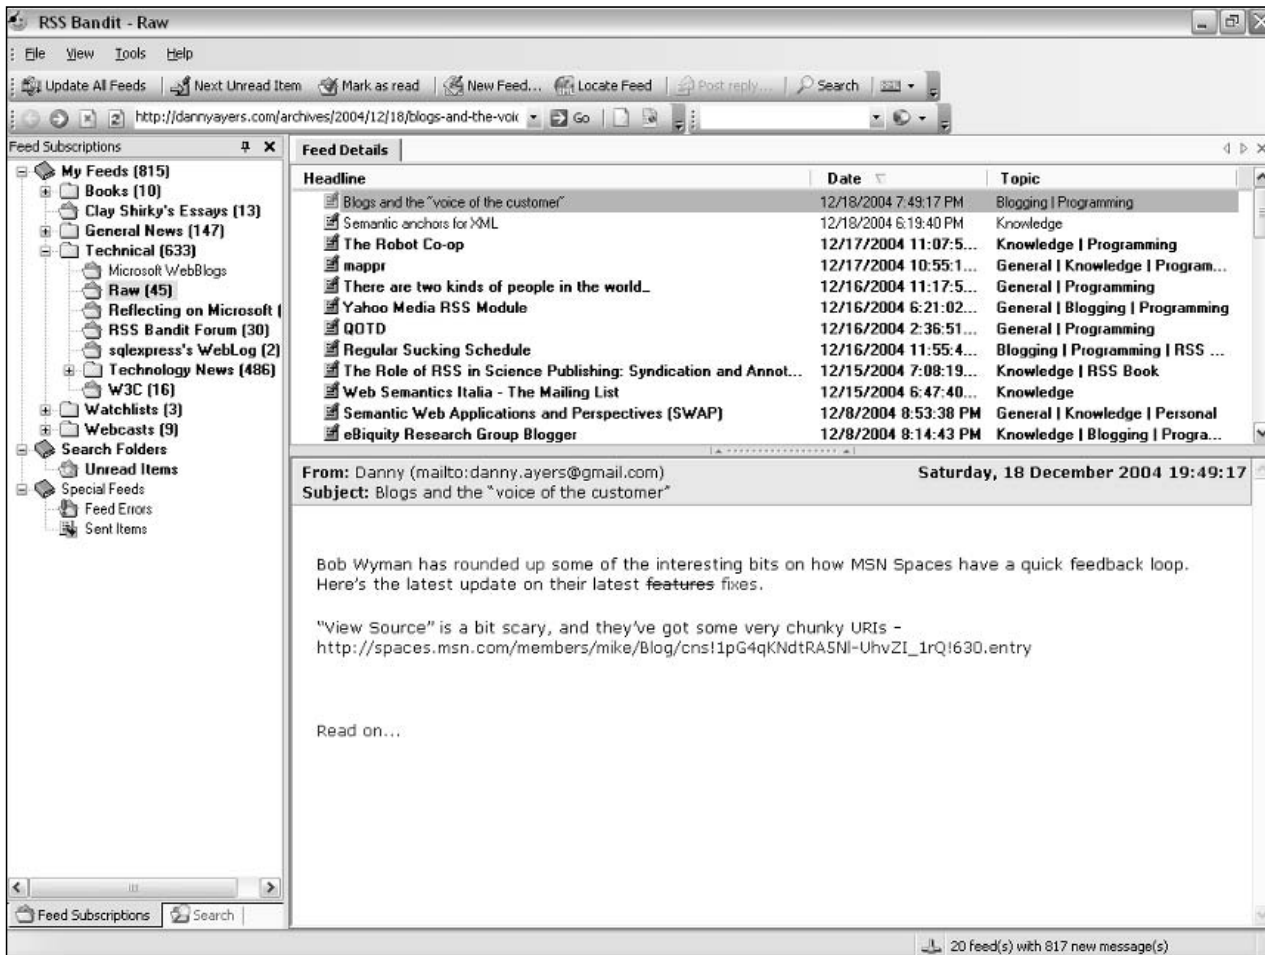 RSS Bandit - Raw
File View Tools Help
Update All Feeds Next Unread Item Mark as read New Feed... Locate Feed Post reply... Search
http://dannyayers.com/archives/2004/12/18/blogs-and-the-voic Go
Feed Subscriptions
My Feeds (815)
Books (10)
Clay Shirky's Essays (13)
General News (147)
Technical (633)
Microsoft WebBlogs
Raw (45)
Reflecting on Microsoft (
RSS Bandit Forum (30)
sqlexpress's WebLog (2)
Technology News (486)
W3C (16)
Watchlists (3)
Webcasts (9)
Search Folders
Unread Items
Special Feeds
Feed Errors
Sent Items
Feed Subscriptions Search
Feed Details
Headline Date Topic
Blogs and the "voice of the customer" 12/18/2004 7:49:17 PM Blogging | Programming
Semantic anchors for XML 12/18/2004 6:19:40 PM Knowledge
The Robot Co-op 12/17/2004 11:07:5... Knowledge | Programming
mappr 12/17/2004 10:55:1... General | Knowledge | Program...
There are two kinds of people in the world_ 12/16/2004 11:17:5... General | Programming
Yahoo Media RSS Module 12/16/2004 6:21:02... General | Blogging | Programming
QOTD 12/16/2004 2:36:51... General | Programming
Regular Sucking Schedule 12/16/2004 11:55:4... Blogging | Programming | RSS ...
The Role of RSS in Science Publishing: Syndication and Annot... 12/15/2004 7:08:19... Knowledge | RSS Book
Web Semantics Italia - The Mailing List 12/15/2004 6:47:40... Knowledge
Semantic Web Applications and Perspectives (SWAP) 12/8/2004 8:53:38 PM General | Knowledge | Personal
eBiquity Research Group Blogger 12/8/2004 8:14:43 PM Knowledge | Blogging | Progra...
From: Danny (mailto:danny.ayers@gmail.com) Saturday, 18 December 2004 19:49:17
Subject: Blogs and the "voice of the customer"
Bob Wyman has rounded up some of the interesting bits on how MSN Spaces have a quick feedback loop.
Here's the latest update on their latest features fixes.
"View Source" is a bit scary, and they've got some very chunky URIs –
http://spaces.msn.com/members/mike/Blog/cns!1pG4qKNdtRA5Nl-UhvZI_1rQ!630.entry
Read on...
20 feed(s) with 817 new message(s)